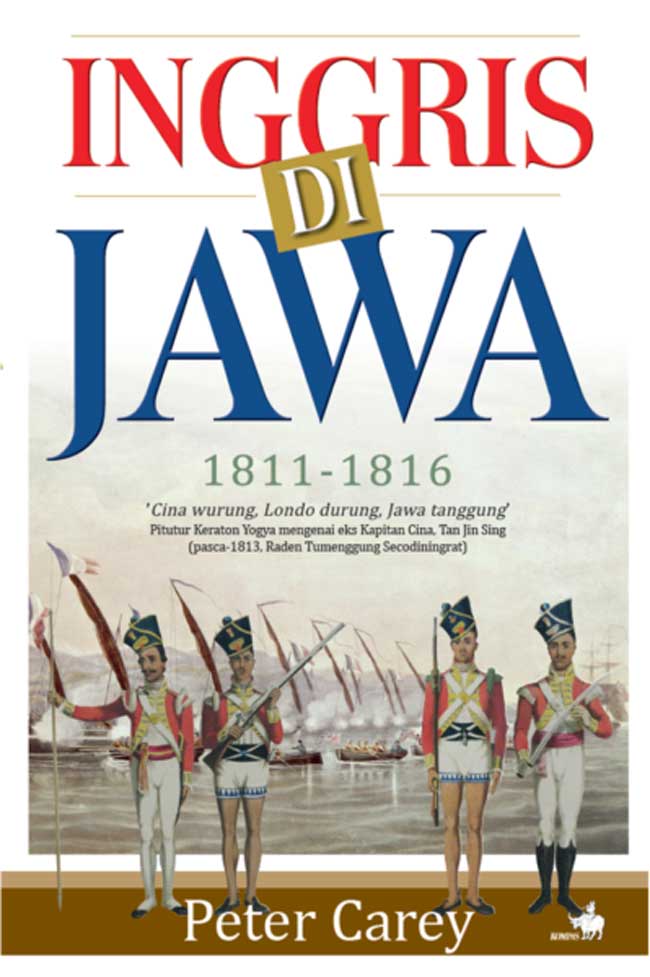 INGGRIS
DI
JAWA
1811-1816
'Cina wurung, Londo durung, Jawa tanggung'
Pitutur Keraton Yogya mengenai eks Kapitan Cina, Tan Jin Sing
(pasca-1813, Raden Tumenggung Secodiningrat)
Peter Carey
KOMPAS